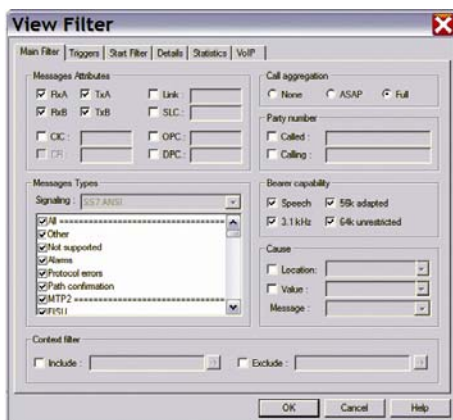 View Filter
Main Filter Triggers Start Filter Details Statistics VoIP
Messages Attributes
RxA TxA Link :
RxB TxB SLC :
CIC : OPC :
CR : DPC :
Call aggregation
None ASAP Full
Party number
Called :
Calling :
Messages Types
Signaling : SS7 ANSI
All
Other
Not supported
Alarms
Protocol errors
Path confirmation
MTP2
FISU
Bearer capability
Speech 56k adapted
3.1 kHz 64k unrestricted
Cause
Location:
Value :
Message :
Context filter
Include : Exclude :
OK Cancel Help